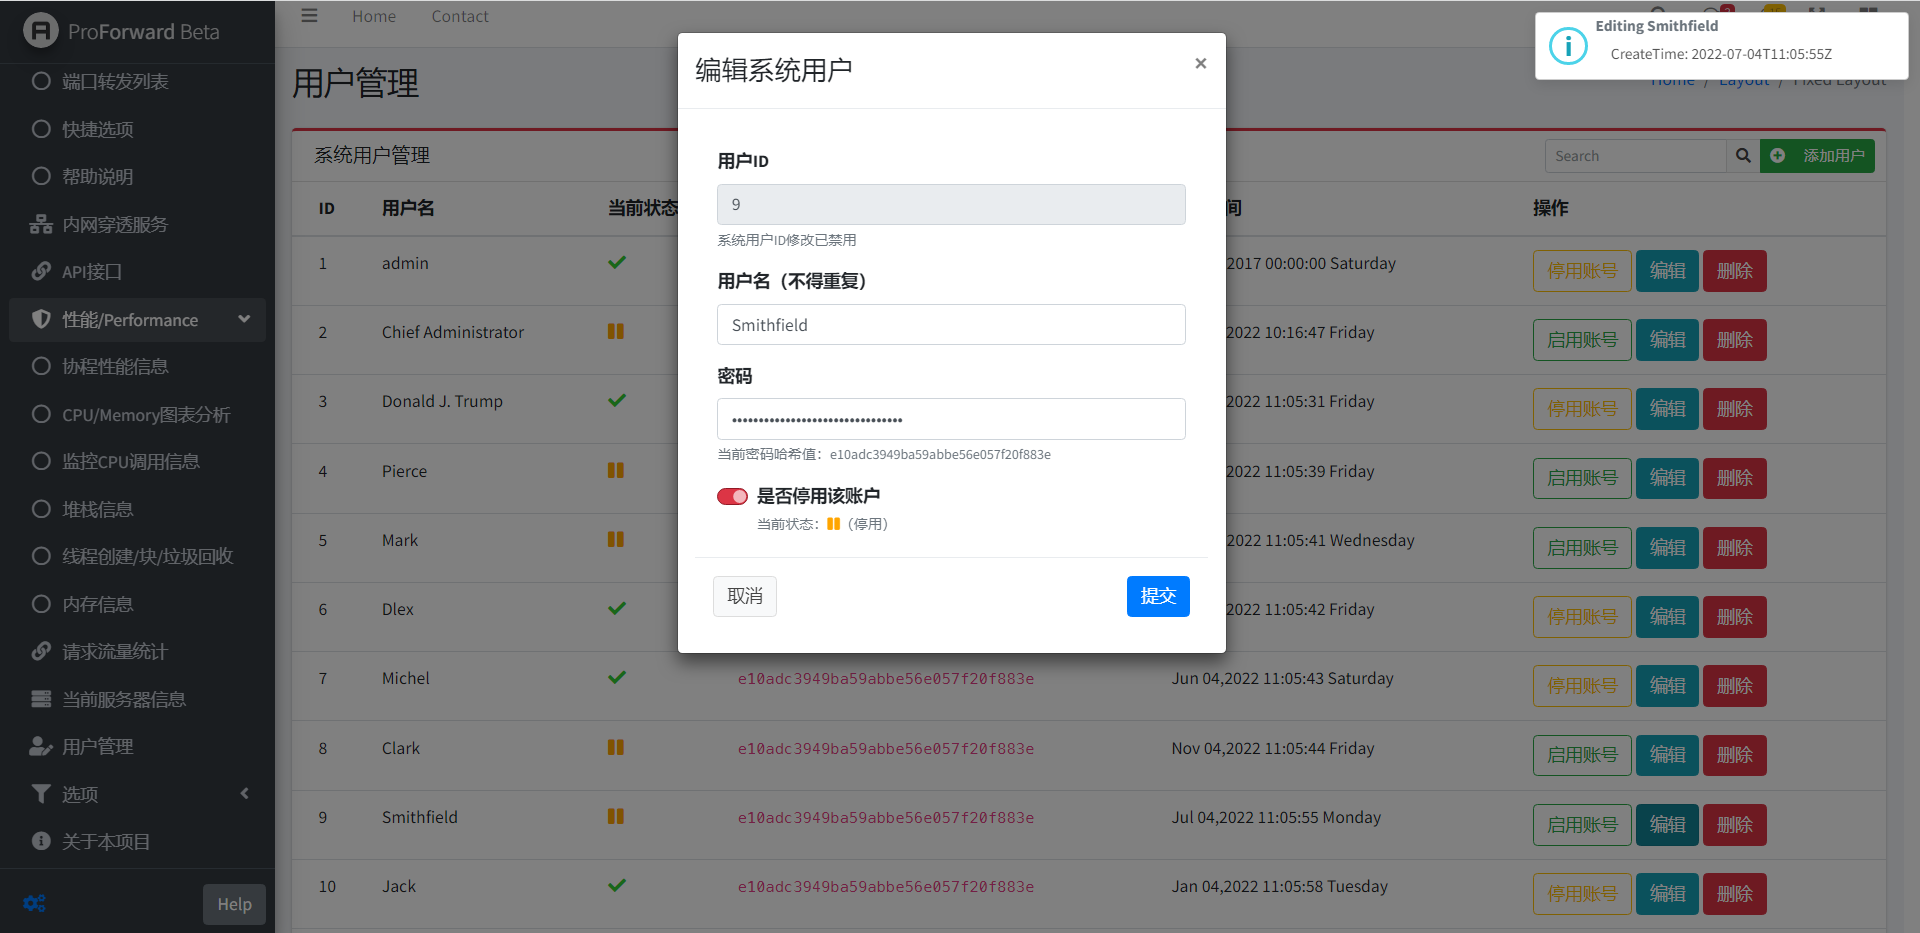 ProForward Beta
端口转发列表
快捷选项
帮助说明
内网穿透服务
API接口
性能/Performance
协程性能信息
CPU/Memory图表分析
监控CPU调用信息
堆栈信息
线程创建/块/垃圾回收
内存信息
请求流量统计
当前服务器信息
用户管理
选项
关于本项目
Help
Home Contact
Editing Smithfield
CreateTime: 2022-07-04T11:05:55Z
用户管理
Home / Layout / Fixed Layout
系统用户管理
Search
添加用户
ID 用户名 当前状态 间 操作
1 admin 2017 00:00:00 Saturday 停用账号 编辑 删除
2 Chief Administrator 2022 10:16:47 Friday 启用账号 编辑 删除
3 Donald J. Trump 2022 11:05:31 Friday 停用账号 编辑 删除
4 Pierce 2022 11:05:39 Friday 启用账号 编辑 删除
5 Mark 2022 11:05:41 Wednesday 启用账号 编辑 删除
6 Dlex 2022 11:05:42 Friday 停用账号 编辑 删除
7 Michel e10adc3949ba59abbe56e057f20f883e Jun 04,2022 11:05:43 Saturday 停用账号 编辑 删除
8 Clark e10adc3949ba59abbe56e057f20f883e Nov 04,2022 11:05:44 Friday 启用账号 编辑 删除
9 Smithfield e10adc3949ba59abbe56e057f20f883e Jul 04,2022 11:05:55 Monday 启用账号 编辑 删除
10 Jack e10adc3949ba59abbe56e057f20f883e Jan 04,2022 11:05:58 Tuesday 停用账号 编辑 删除
编辑系统用户
×
用户ID
9
系统用户ID修改已禁用
用户名（不得重复）
Smithfield
密码
••••••••••••••••••••••••••••••••
当前密码哈希值：e10adc3949ba59abbe56e057f20f883e
是否停用该账户
当前状态：（停用）
取消
提交